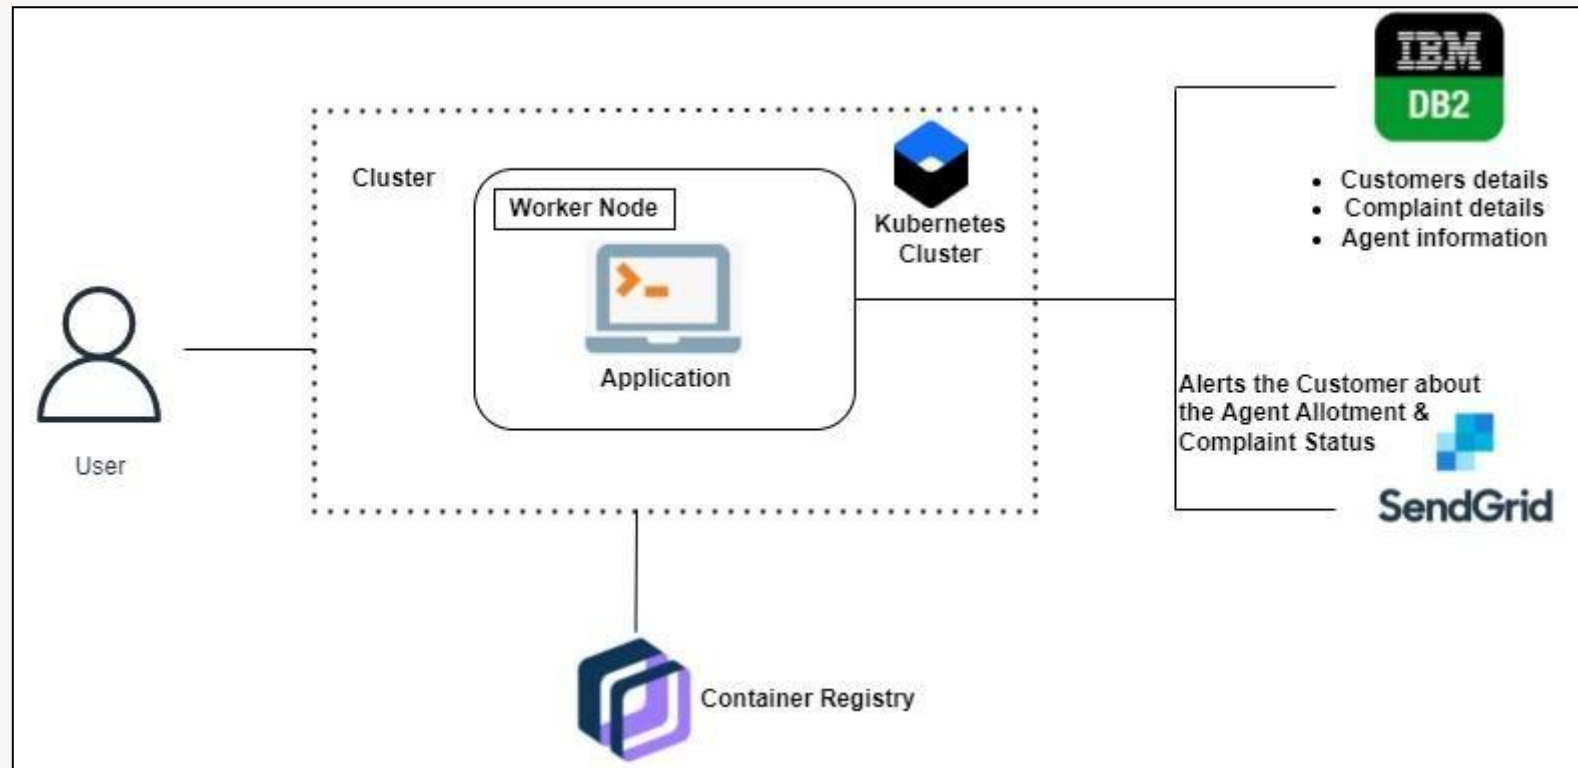 IBM
DB2
Cluster
Worker Node
Kubernetes
Cluster
• Customers details
• Complaint details
• Agent information
Application
User
Alerts the Customer about
the Agent Allotment &
Complaint Status
SendGrid
Container Registry